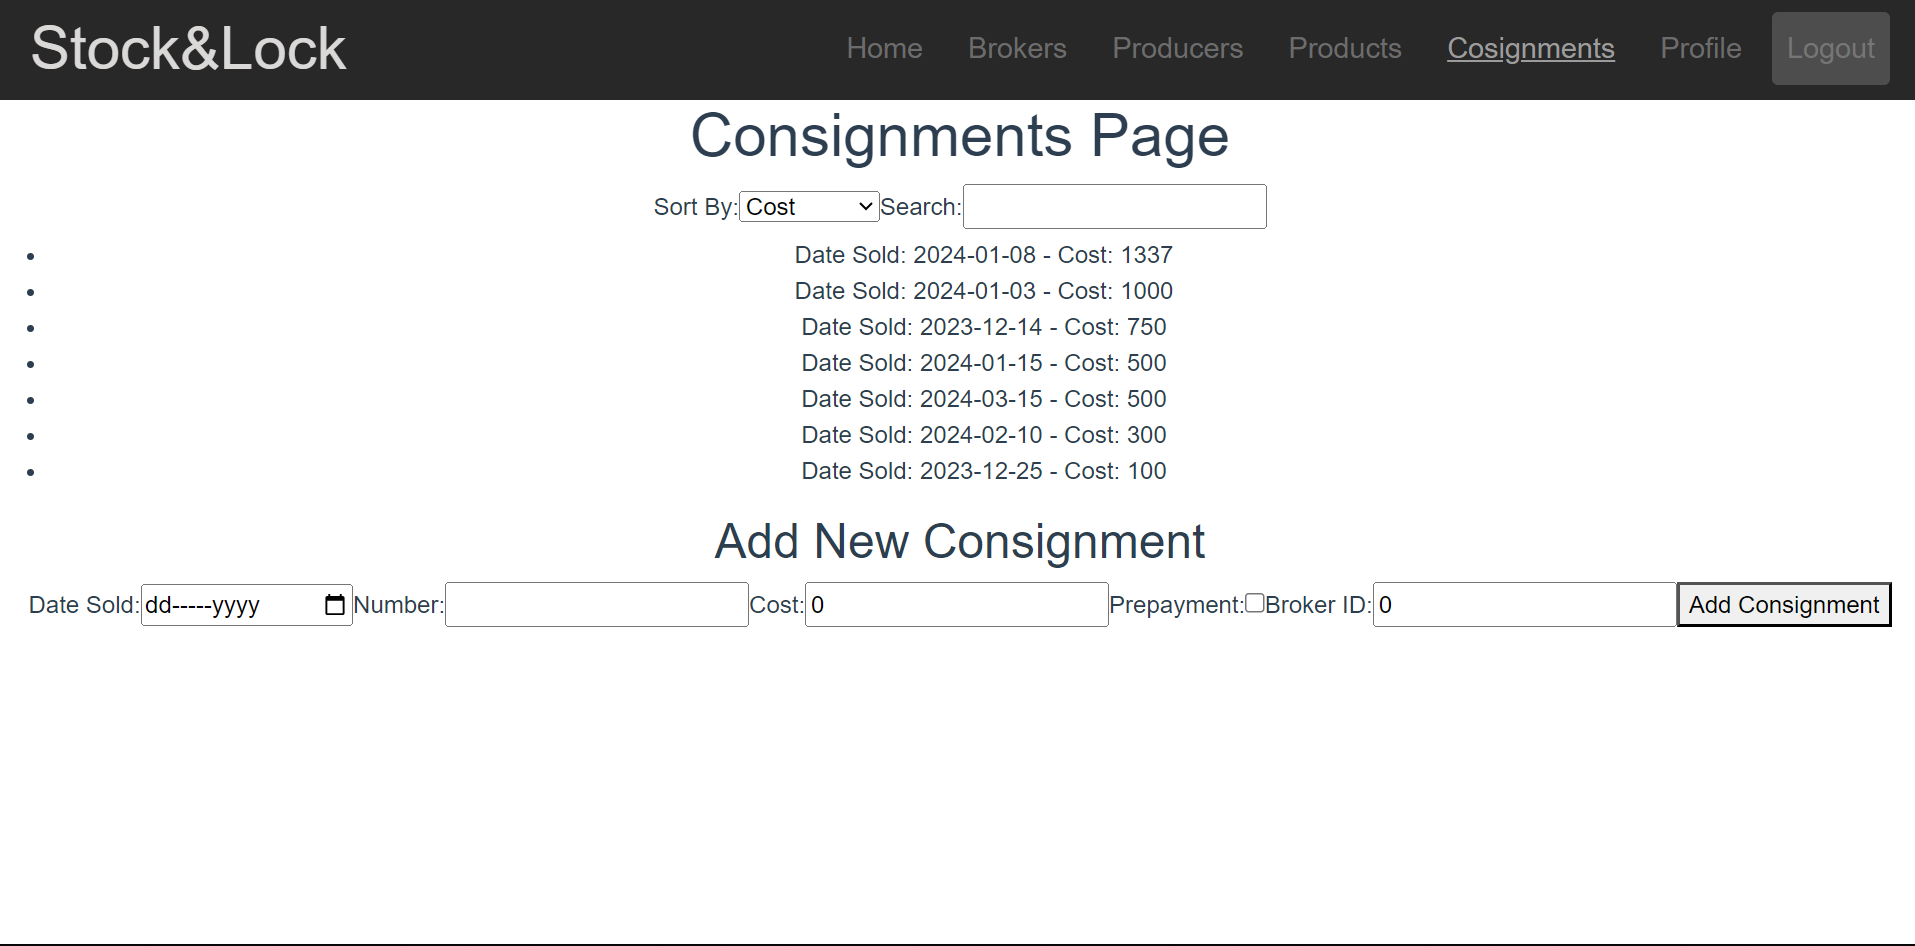 Stock&Lock Home Brokers Producers Products Cosignments Profile Logout
Consignments Page
Sort By: Cost Search:
Date Sold: 2024-01-08 - Cost: 1337
Date Sold: 2024-01-03 - Cost: 1000
Date Sold: 2023-12-14 - Cost: 750
Date Sold: 2024-01-15 - Cost: 500
Date Sold: 2024-03-15 - Cost: 500
Date Sold: 2024-02-10 - Cost: 300
Date Sold: 2023-12-25 - Cost: 100
Add New Consignment
Date Sold: dd-----yyyy Number: Cost: 0 Prepayment: Broker ID: 0 Add Consignment